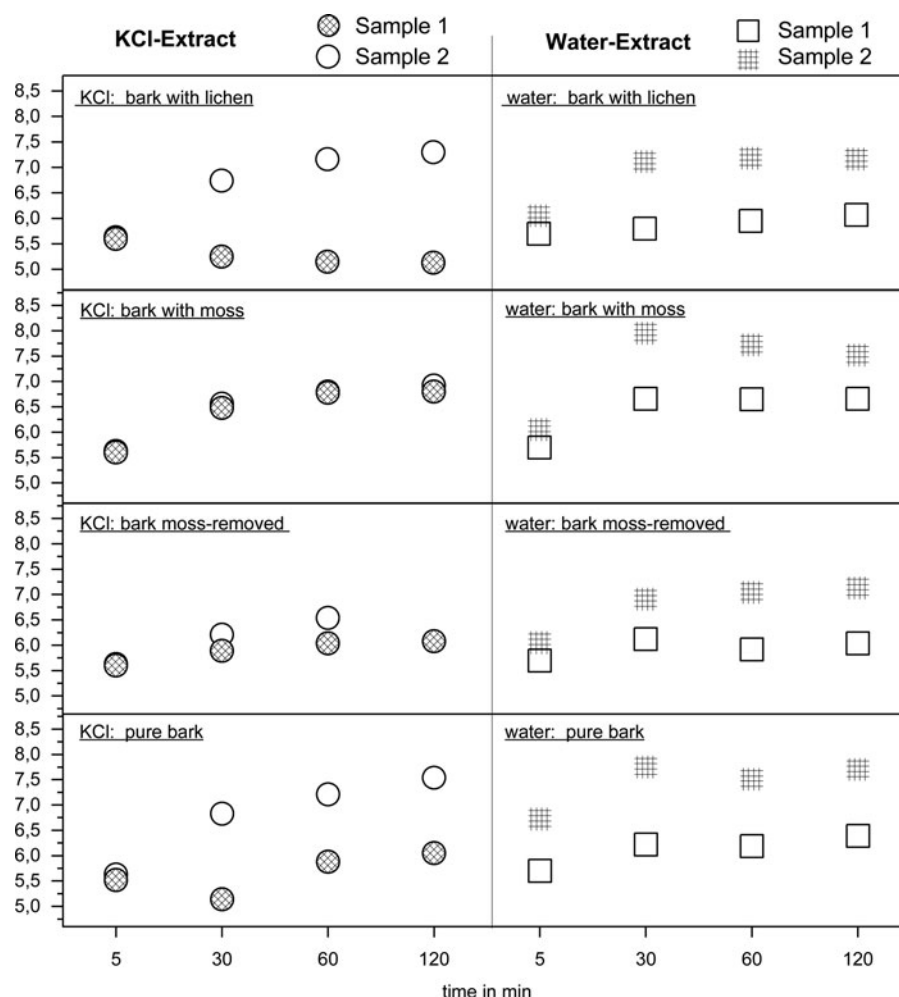 KCl-Extract
Sample 1
Sample 2
Water-Extract
Sample 1
Sample 2
KCl: bark with lichen
water: bark with lichen
8,5
8,0
7,5
7,0
6,5
6,0
5,5
5,0
KCl: bark with moss
water: bark with moss
8,5
8,0
7,5
7,0
6,5
6,0
5,5
5,0
KCl: bark moss-removed
water: bark moss-removed
8,5
8,0
7,5
7,0
6,5
6,0
5,5
5,0
KCl: pure bark
water: pure bark
8,5
8,0
7,5
7,0
6,5
6,0
5,5
5,0
5 30 60 120 5 30 60 120
time in min